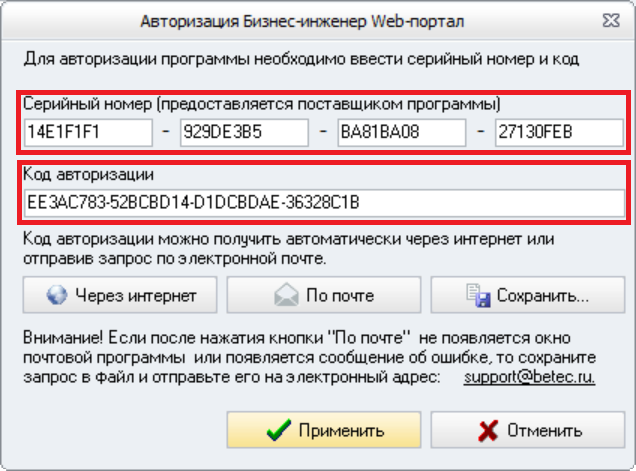 Авторизация Бизнес-инженер Web-портал
Для авторизации программы необходимо ввести серийный номер и код
Серийный номер (предоставляется поставщиком программы)
14E1F1F1 - 929DE3B5 - BA81BA08 - 27130FEB
Код авторизации
EE3AC783-52BCBD14-D1DCBDAE-36328C1B
Код авторизации можно получить автоматически через интернет или
отправив запрос по электронной почте.
Через интернет По почте Сохранить...
Внимание! Если после нажатия кнопки "По почте" не появляется окно
почтовой программы или появляется сообщение об ошибке, то сохраните
запрос в файл и отправьте его на электронный адрес: support@betec.ru.
Применить Отменить